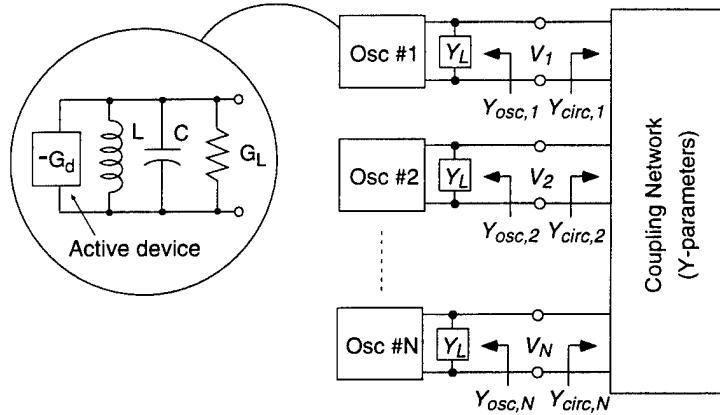 -G_d
L
C
G_L
Active device
Osc #1
Y_L
V_1
Y_osc,1
Y_circ,1
Osc #2
Y_L
V_2
Y_osc,2
Y_circ,2
Osc #N
Y_L
V_N
Y_osc,N
Y_circ,N
Coupling Network
(Y-parameters)